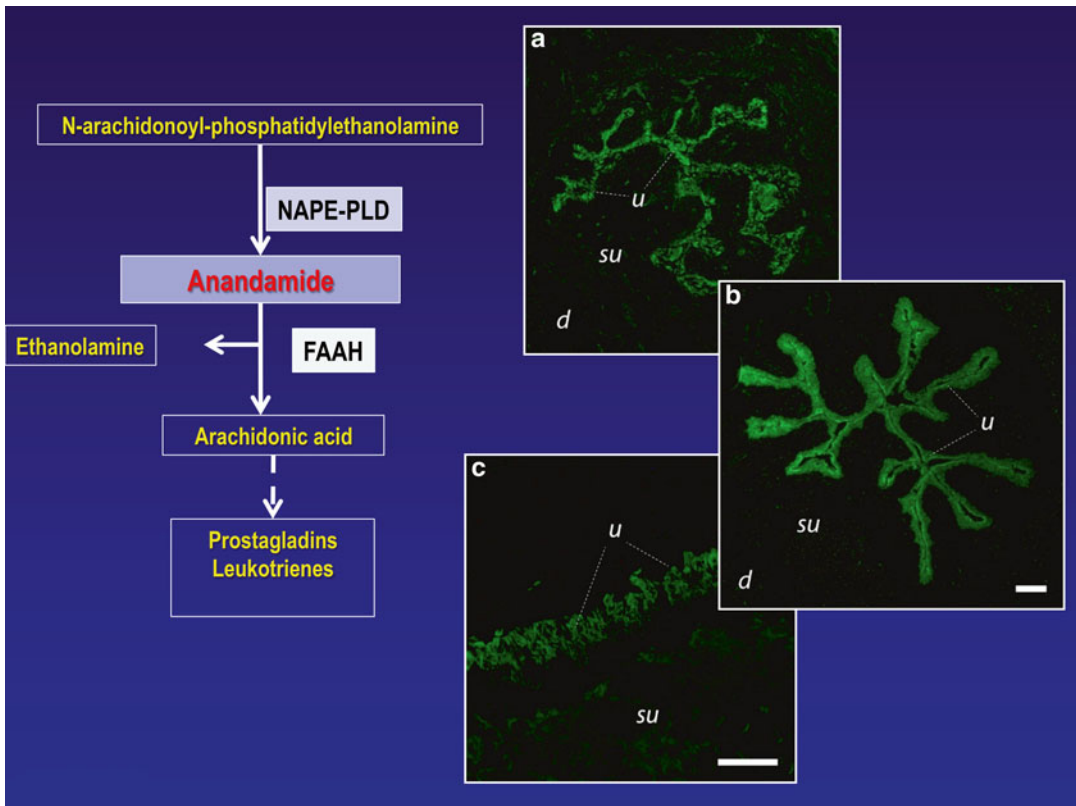 N-arachidonoyl-phosphatidylethanolamine
NAPE-PLD
Anandamide
Ethanolamine
FAAH
Arachidonic acid
Prostagladins
Leukotrienes
a
u
su
d
b
u
su
d
c
u
su